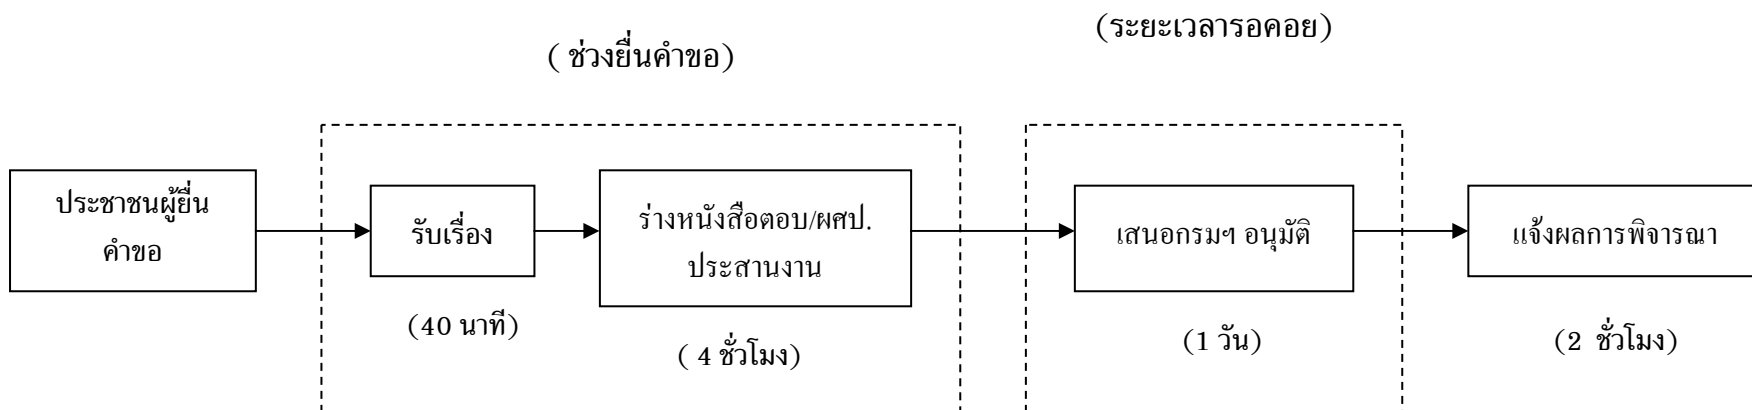 (ระยะเวลารอคอย)
( ช่วงยื่นคำขอ)
ประชาชนผู้ยื่น
คำขอ
รับเรื่อง
(40 นาที)
ร่างหนังสือตอบ/ผศป.
ประสานงาน
( 4 ชั่วโมง)
เสนอกรมฯ อนุมัติ
(1 วัน)
แจ้งผลการพิจารณา
(2 ชั่วโมง)